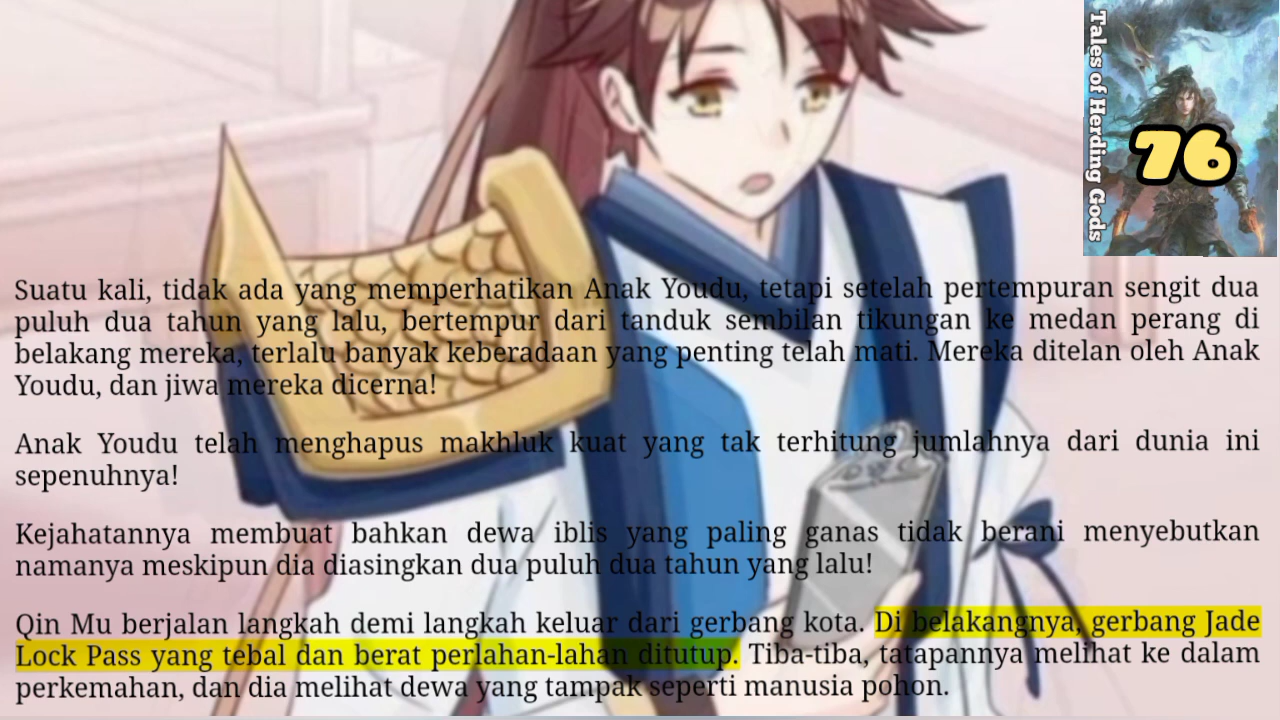 Tales of Herding Gods
76
Suatu kali, tidak ada yang memperhatikan Anak Youdu, tetapi setelah pertempuran sengit dua
puluh dua tahun yang lalu, bertempur dari tanduk sembilan tikungan ke medan perang di
belakang mereka, terlalu banyak keberadaan yang penting telah mati. Mereka ditelan oleh Anak
Youdu, dan jiwa mereka dicerna!
Anak Youdu telah menghapus makhluk kuat yang tak terhitung jumlahnya dari dunia ini
sepenuhnya!
Kejahatannya membuat bahkan dewa iblis yang paling ganas tidak berani menyebutkan
namanya meskipun dia diasingkan dua puluh dua tahun yang lalu!
Qin Mu berjalan langkah demi langkah keluar dari gerbang kota. Di belakangnya, gerbang Jade
Lock Pass yang tebal dan berat perlahan-lahan ditutup. Tiba-tiba, tatapannya melihat ke dalam
perkemahan, dan dia melihat dewa yang tampak seperti manusia pohon.